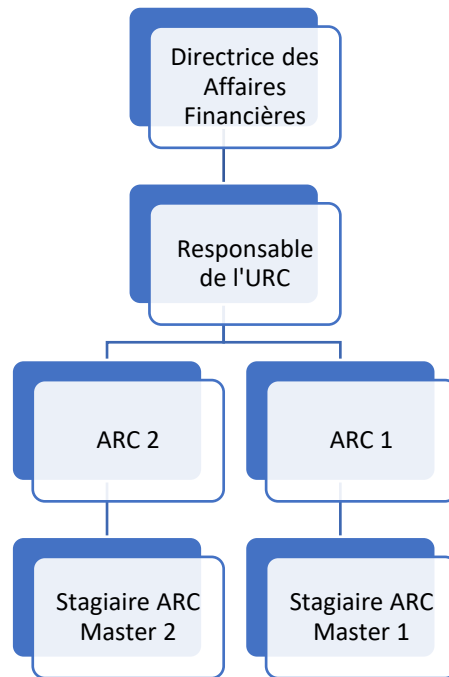 Directrice des
Affaires
Financières
Responsable
de l'URC
ARC 2
ARC 1
Stagiaire ARC
Master 2
Stagiaire ARC
Master 1